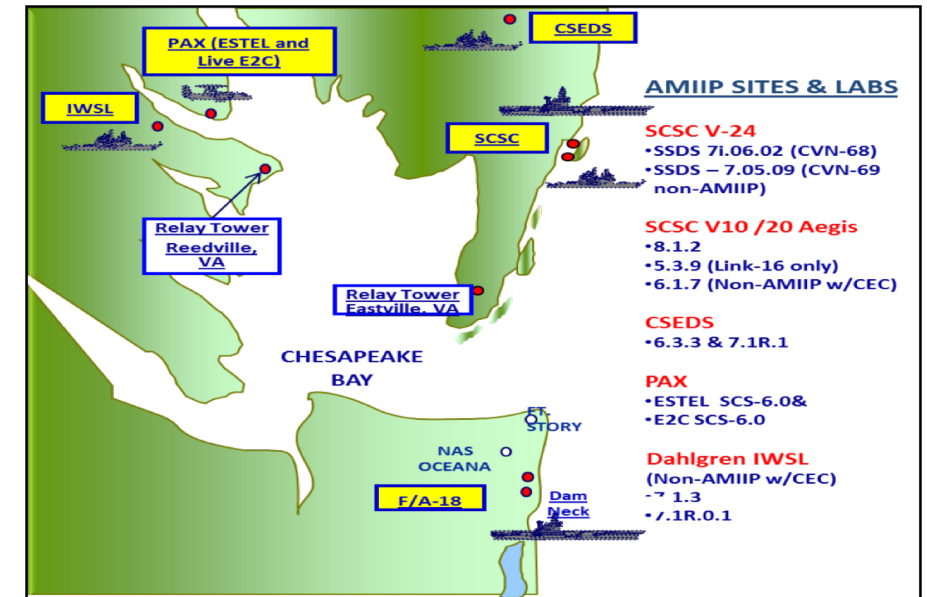 CSEDS
PAX (ESTEL and
Live E2C)
IWSL
SCSC
Relay Tower
Reedville,
VA
Relay Tower
Eastville, VA
CHESAPEAKE
BAY
FT.
STORY
NAS
OCEANA
F/A-18
Dam
Neck
AMIIP SITES & LABS
SCSC V-24
•SSDS 7i.06.02 (CVN-68)
•SSDS – 7.05.09 (CVN-69
non-AMIIP)
SCSC V10 /20 Aegis
•8.1.2
•5.3.9 (Link-16 only)
•6.1.7 (Non-AMIIP w/CEC)
CSEDS
•6.3.3 & 7.1R.1
PAX
•ESTEL SCS-6.0&
•E2C SCS-6.0
Dahlgren IWSL
(Non-AMIIP w/CEC)
1.3
•7.1R.0.1